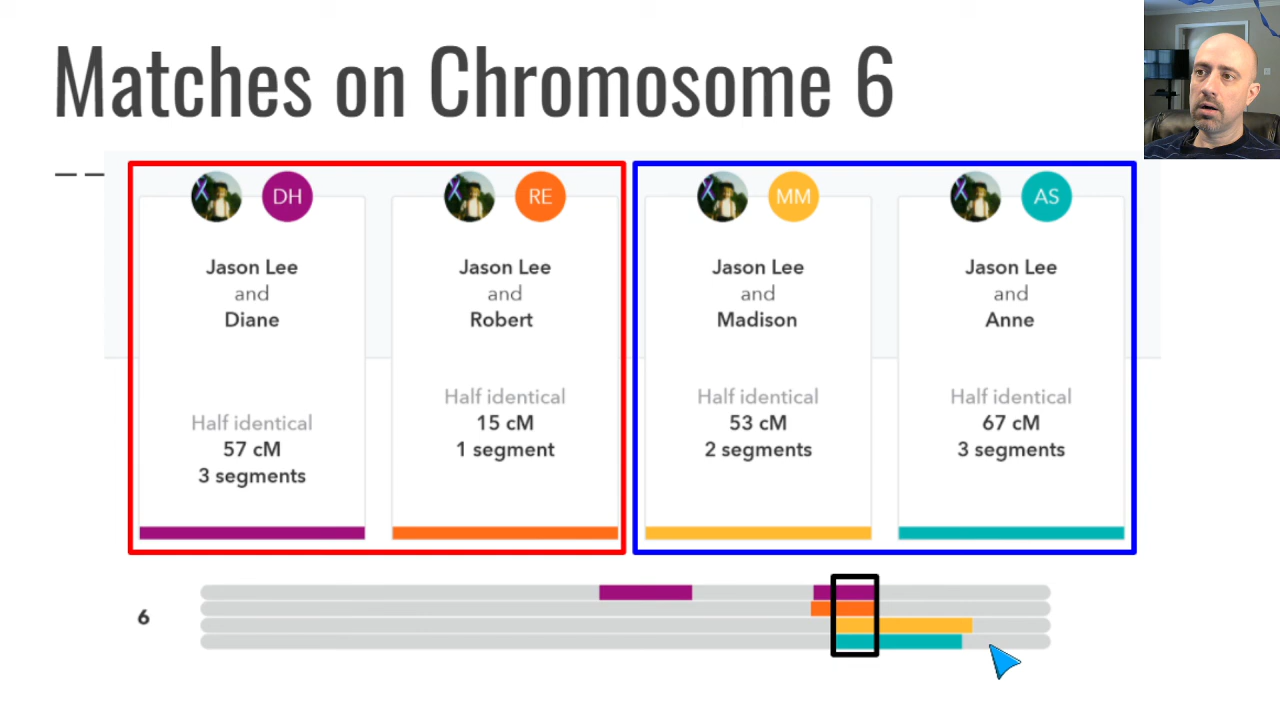 Matches on Chromosome 6
DH
RE
MM
AS
Jason Lee
and
Diane
Half identical
57 cM
3 segments
Jason Lee
and
Robert
Half identical
15 cM
1 segment
Jason Lee
and
Madison
Half identical
53 cM
2 segments
Jason Lee
and
Anne
Half identical
67 cM
3 segments
6